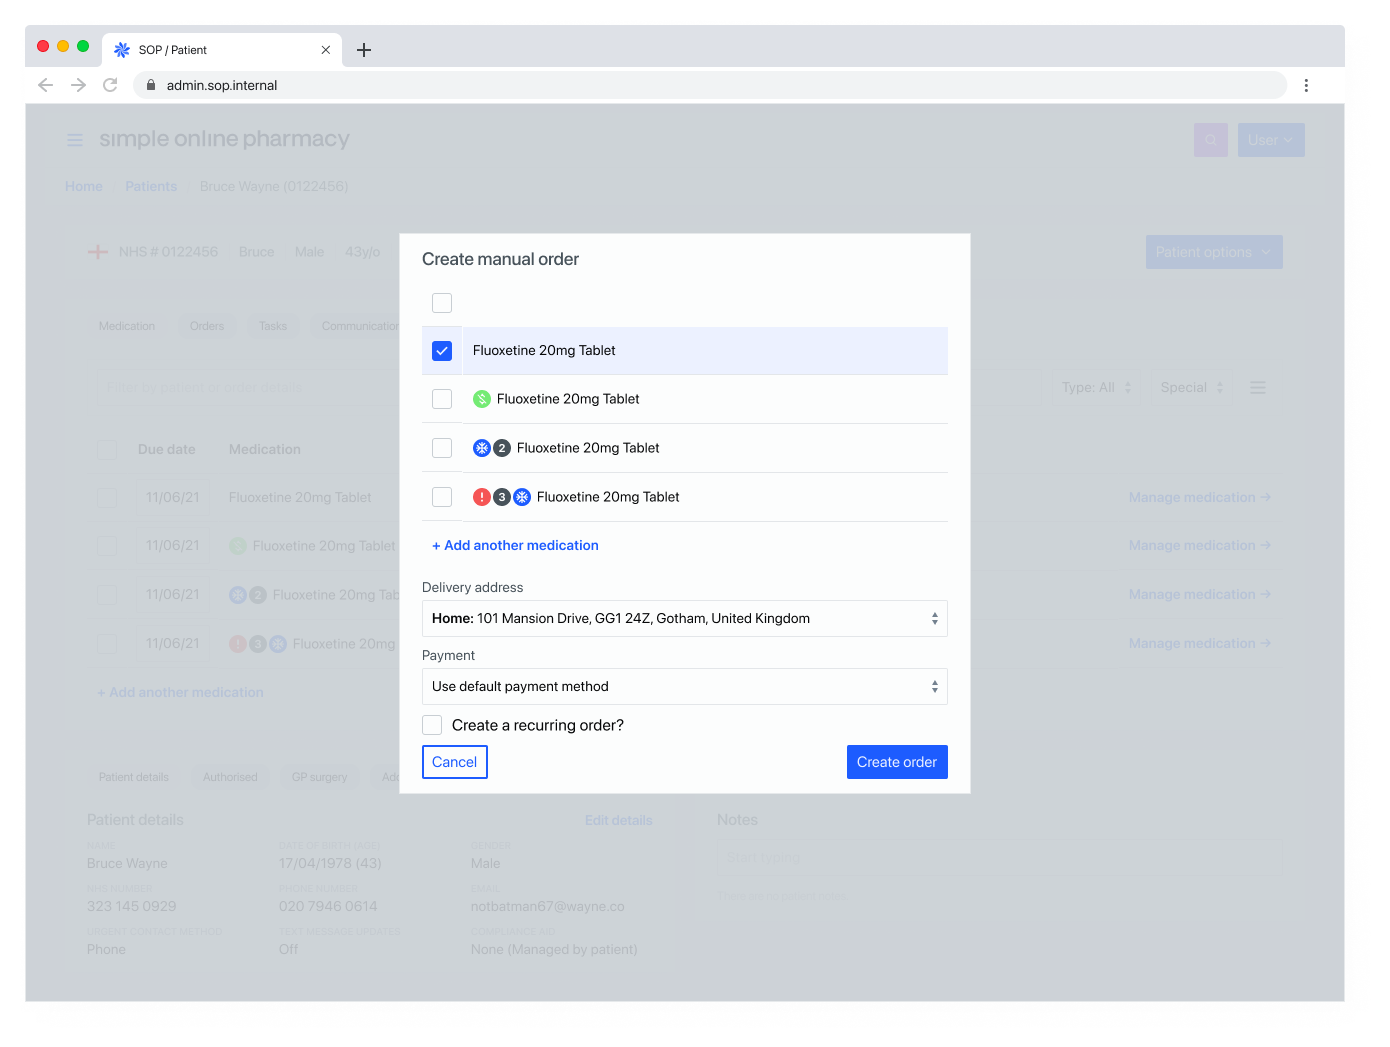 SOP / Patient
admin.sop.internal
simple online pharmacy
User
Home
Patients
Bruce Wayne (0122456)
NHS # 0122456
Bruce
Male
43y/o
Patient options
Medication
Orders
Tasks
Communication
Filter by patient or order details
Type: All
Special
Due date
Medication
11/06/21
Fluoxetine 20mg Tablet
Manage medication →
11/06/21
Fluoxetine 20mg Tablet
Manage medication →
11/06/21
2
Fluoxetine 20mg Tab
Manage medication →
11/06/21
!
3
Fluoxetine 20mg
Manage medication →
+ Add another medication
Create manual order
Fluoxetine 20mg Tablet
Fluoxetine 20mg Tablet
2
Fluoxetine 20mg Tablet
!
3
Fluoxetine 20mg Tablet
+ Add another medication
Delivery address
Home: 101 Mansion Drive, GG1 24Z, Gotham, United Kingdom
Payment
Use default payment method
Create a recurring order?
Cancel
Create order
Patient details
Authorised
GP surgery
Patient details
Edit details
NAME
DATE OF BIRTH (AGE)
GENDER
Bruce Wayne
17/04/1978 (43)
Male
NHS NUMBER
PHONE NUMBER
EMAIL
323 145 0929
020 7946 0614
notbatman67@wayne.co
URGENT CONTACT METHOD
TEXT MESSAGE UPDATES
COMPLIANCE AID
Phone
Off
None (Managed by patient)
Notes
Start typing